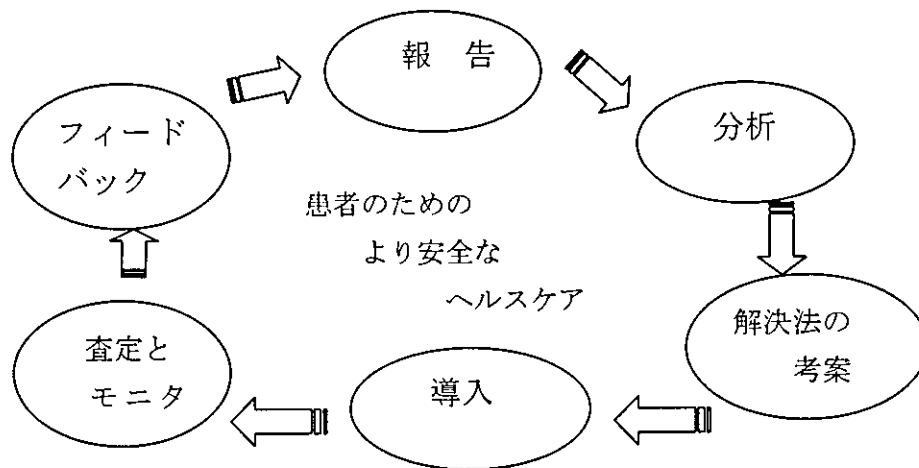 報　告
分析
解決法の
考案
導入
査定と
モニタ
フィード
バック
患者のための
より安全な
ヘルスケア